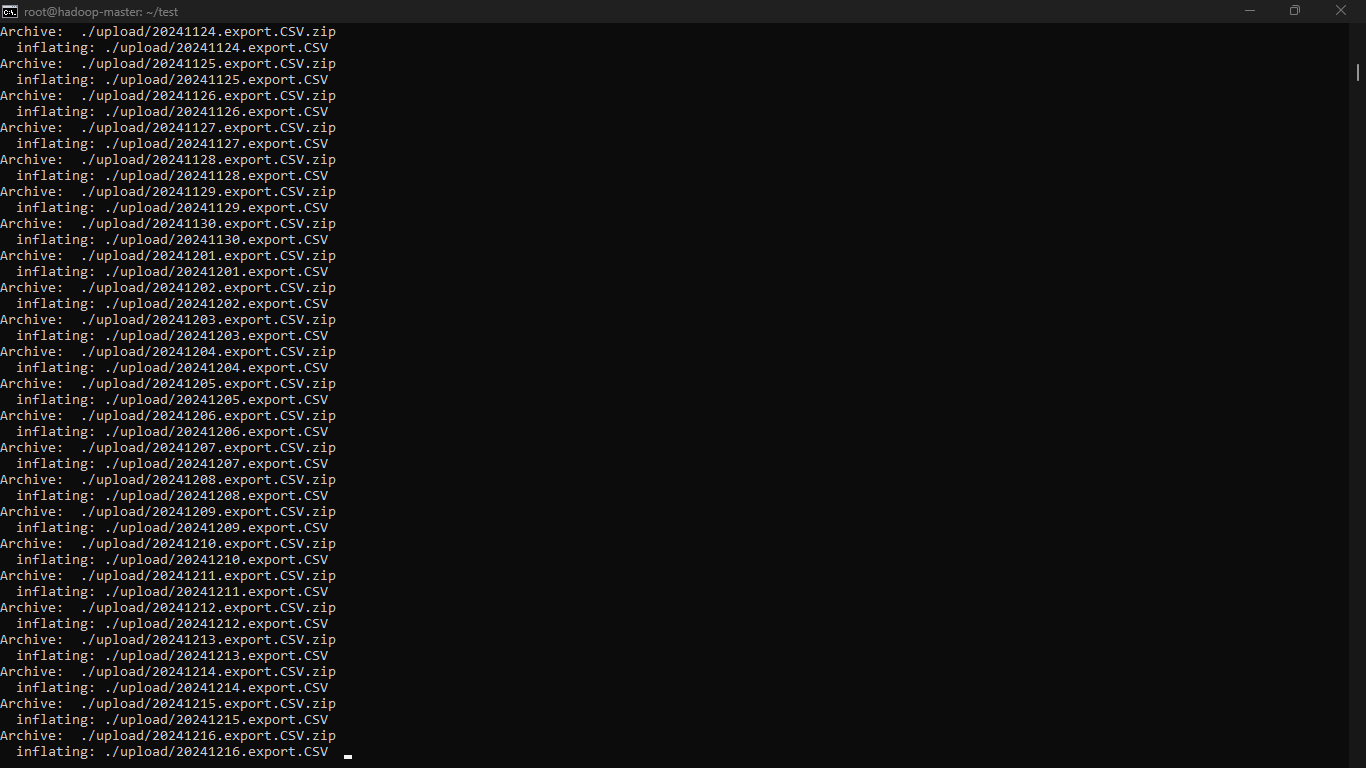 root@hadoop-master: ~/test
Archive:  ./upload/20241124.export.CSV.zip
  inflating: ./upload/20241124.export.CSV
Archive:  ./upload/20241125.export.CSV.zip
  inflating: ./upload/20241125.export.CSV
Archive:  ./upload/20241126.export.CSV.zip
  inflating: ./upload/20241126.export.CSV
Archive:  ./upload/20241127.export.CSV.zip
  inflating: ./upload/20241127.export.CSV
Archive:  ./upload/20241128.export.CSV.zip
  inflating: ./upload/20241128.export.CSV
Archive:  ./upload/20241129.export.CSV.zip
  inflating: ./upload/20241129.export.CSV
Archive:  ./upload/20241130.export.CSV.zip
  inflating: ./upload/20241130.export.CSV
Archive:  ./upload/20241201.export.CSV.zip
  inflating: ./upload/20241201.export.CSV
Archive:  ./upload/20241202.export.CSV.zip
  inflating: ./upload/20241202.export.CSV
Archive:  ./upload/20241203.export.CSV.zip
  inflating: ./upload/20241203.export.CSV
Archive:  ./upload/20241204.export.CSV.zip
  inflating: ./upload/20241204.export.CSV
Archive:  ./upload/20241205.export.CSV.zip
  inflating: ./upload/20241205.export.CSV
Archive:  ./upload/20241206.export.CSV.zip
  inflating: ./upload/20241206.export.CSV
Archive:  ./upload/20241207.export.CSV.zip
  inflating: ./upload/20241207.export.CSV
Archive:  ./upload/20241208.export.CSV.zip
  inflating: ./upload/20241208.export.CSV
Archive:  ./upload/20241209.export.CSV.zip
  inflating: ./upload/20241209.export.CSV
Archive:  ./upload/20241210.export.CSV.zip
  inflating: ./upload/20241210.export.CSV
Archive:  ./upload/20241211.export.CSV.zip
  inflating: ./upload/20241211.export.CSV
Archive:  ./upload/20241212.export.CSV.zip
  inflating: ./upload/20241212.export.CSV
Archive:  ./upload/20241213.export.CSV.zip
  inflating: ./upload/20241213.export.CSV
Archive:  ./upload/20241214.export.CSV.zip
  inflating: ./upload/20241214.export.CSV
Archive:  ./upload/20241215.export.CSV.zip
  inflating: ./upload/20241215.export.CSV
Archive:  ./upload/20241216.export.CSV.zip
  inflating: ./upload/20241216.export.CSV